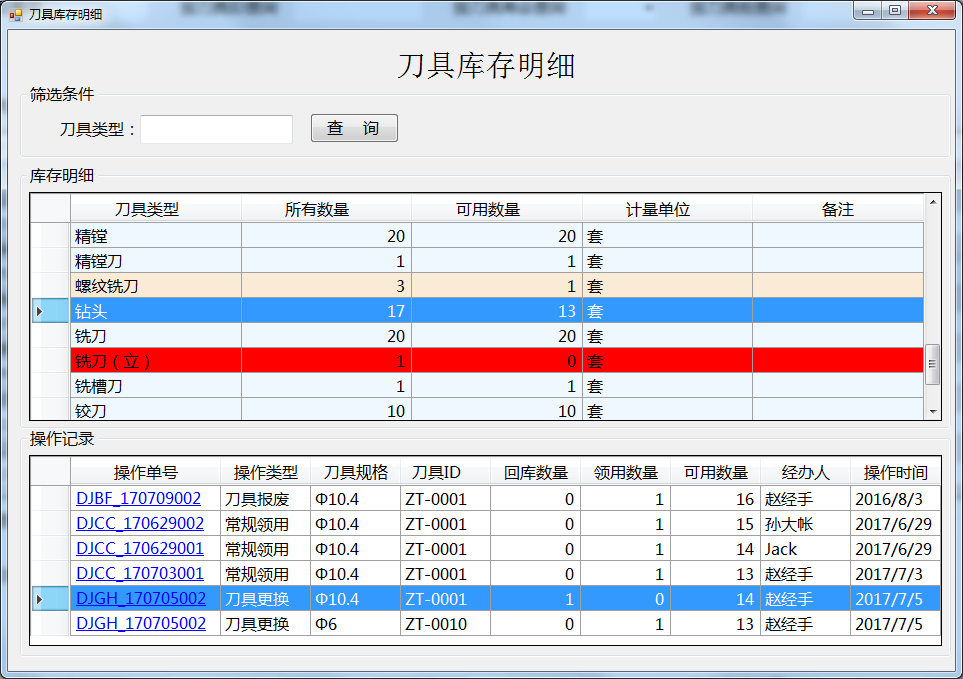 刀具库存明细
刀具库存明细
筛选条件
刀具类型： 查 询
库存明细
刀具类型 所有数量 可用数量 计量单位 备注
精镗 20 20 套
精镗刀 1 1 套
螺纹铣刀 3 1 套
钻头 17 13 套
铣刀 20 20 套
铣刀（立） 1 0 套
铣槽刀 1 1 套
铰刀 10 10 套
操作记录
操作单号 操作类型 刀具规格 刀具ID 回库数量 领用数量 可用数量 经办人 操作时间
DJBF_170709002 刀具报废 Φ10.4 ZT-0001 0 1 16 赵经手 2016/8/3
DJCC_170629002 常规领用 Φ10.4 ZT-0001 0 1 15 孙大帐 2017/6/29
DJCC_170629001 常规领用 Φ10.4 ZT-0001 0 1 14 Jack 2017/6/29
DJCC_170703001 常规领用 Φ10.4 ZT-0001 0 1 13 赵经手 2017/7/3
DJGH_170705002 刀具更换 Φ10.4 ZT-0001 1 0 14 赵经手 2017/7/5
DJGH_170705002 刀具更换 Φ6 ZT-0010 0 1 13 赵经手 2017/7/5